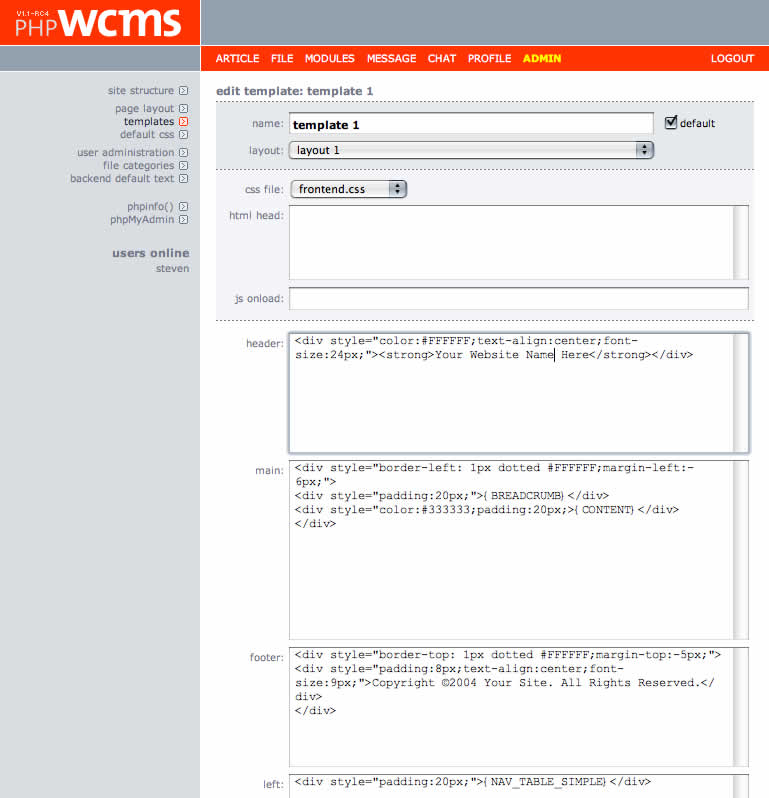 V1.1-RC4
PHPWCMS
ARTICLE FILE MODULES MESSAGE CHAT PROFILE ADMIN LOGOUT
site structure
page layout
templates
default css
user administration
file categories
backend default text
phpinfo()
phpMyAdmin
users online
steven
edit template: template 1
name: template 1 default
layout: layout 1
css file: frontend.css
html head:
js onload:
header: <div style="color:#FFFFFF;text-align:center;font-
size:24px;"><strong>Your Website Name Here</strong></div>
main: <div style="border-left: 1px dotted #FFFFFF;margin-left:-
6px;">
<div style="padding:20px;">{BREADCRUMB}</div>
<div style="color:#333333;padding:20px;>{CONTENT}</div>
</div>
footer: <div style="border-top: 1px dotted #FFFFFF;margin-top:-5px;">
<div style="padding:8px;text-align:center;font-
size:9px;">Copyright ©2004 Your Site. All Rights Reserved.</
div>
</div>
left: <div style="padding:20px;">{NAV_TABLE_SIMPLE}</div>